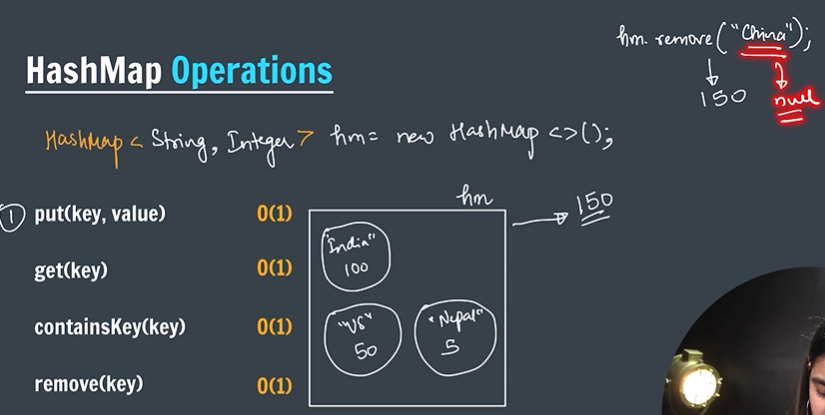 hm.remove("China");
150 null
HashMap Operations
HashMap < String, Integer > hm = new HashMap <>();
hm
150
1 put(key, value) O(1)
"India"
100
get(key) O(1)
containsKey(key) O(1)
"US"
50
"Nepal"
5
remove(key) O(1)